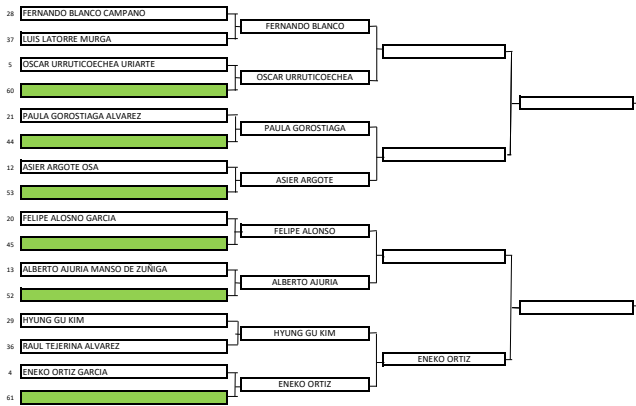 28 FERNANDO BLANCO CAMPANO
FERNANDO BLANCO
37 LUIS LATORRE MURGA
5 OSCAR URRUTICOECHEA URIARTE
OSCAR URRUTICOECHEA
60
21 PAULA GOROSTIAGA ALVAREZ
PAULA GOROSTIAGA
44
12 ASIER ARGOTE OSA
ASIER ARGOTE
53
20 FELIPE ALOSNO GARCIA
FELIPE ALONSO
45
13 ALBERTO AJURIA MANSO DE ZUÑIGA
ALBERTO AJURIA
52
29 HYUNG GU KIM
HYUNG GU KIM
36 RAUL TEJERINA ALVAREZ
ENEKO ORTIZ
4 ENEKO ORTIZ GARCIA
ENEKO ORTIZ
61